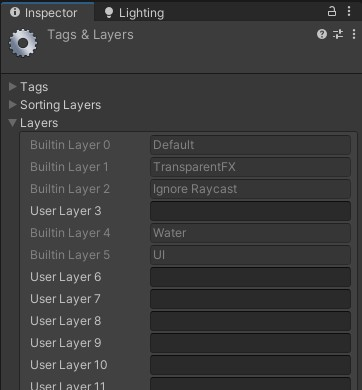 Inspector Lighting
Tags & Layers
Tags
Sorting Layers
Layers
Builtin Layer 0 Default
Builtin Layer 1 TransparentFX
Builtin Layer 2 Ignore Raycast
User Layer 3
Builtin Layer 4 Water
Builtin Layer 5 UI
User Layer 6
User Layer 7
User Layer 8
User Layer 9
User Layer 10
User Layer 11